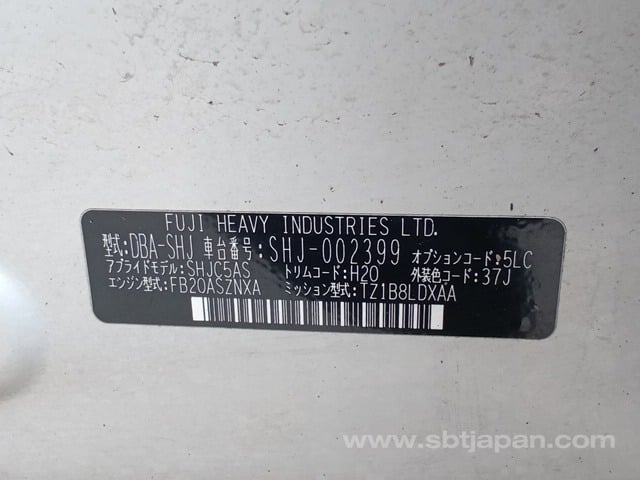 FUJI HEAVY INDUSTRIES LTD.
型式:DBA-SHJ 車台番号:SHJ-002399 オプションコード:5LC
アプライドモデル:SHJC5AS トリムコード:H20 外装色コード:37J
エンジン型式:FB20ASZNXA ミッション型式:TZ1B8LDXAA
www.sbtjapan.com